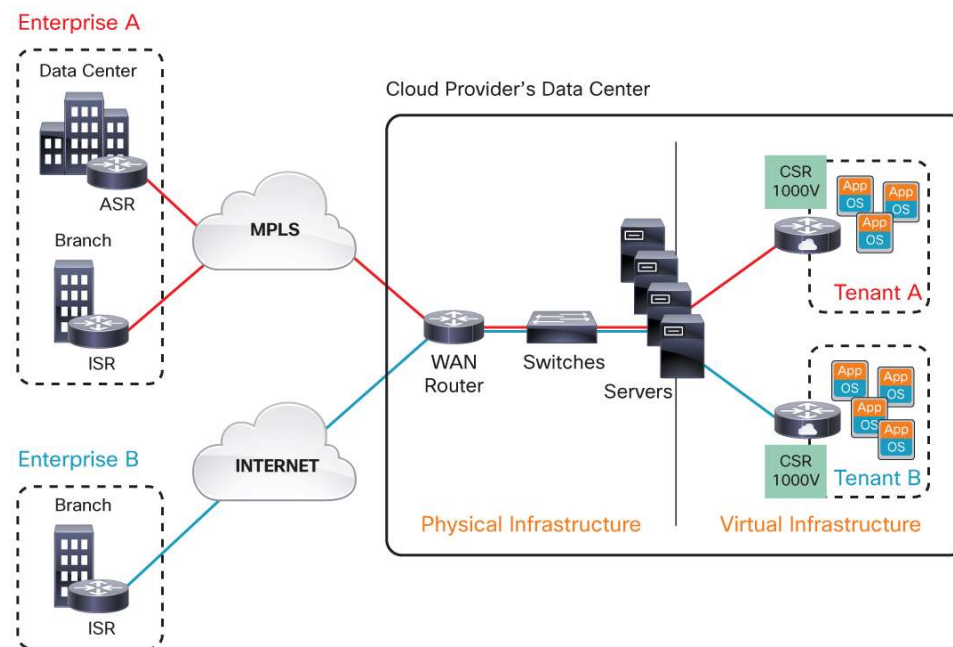 Enterprise A
Data Center
ASR
Branch
ISR
MPLS
Enterprise B
Branch
ISR
INTERNET
Cloud Provider's Data Center
WAN
Router
Switches
Servers
Physical Infrastructure
CSR
1000V
App
OS
App
OS
App
OS
Tenant A
App
OS
App
OS
App
OS
App
OS
CSR
1000V
Tenant B
Virtual Infrastructure